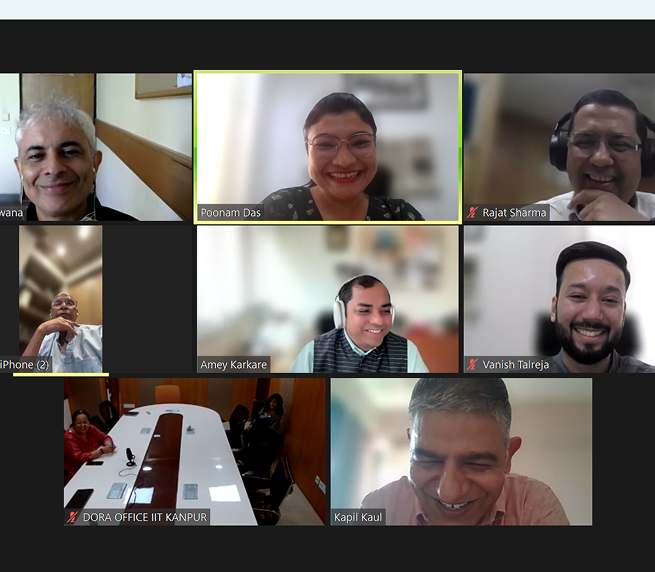 wana
Poonam Das
Rajat Sharma
iPhone (2)
Amey Karkare
Vanish Talreja
DORA OFFICE IIT KANPUR
Kapil Kaul